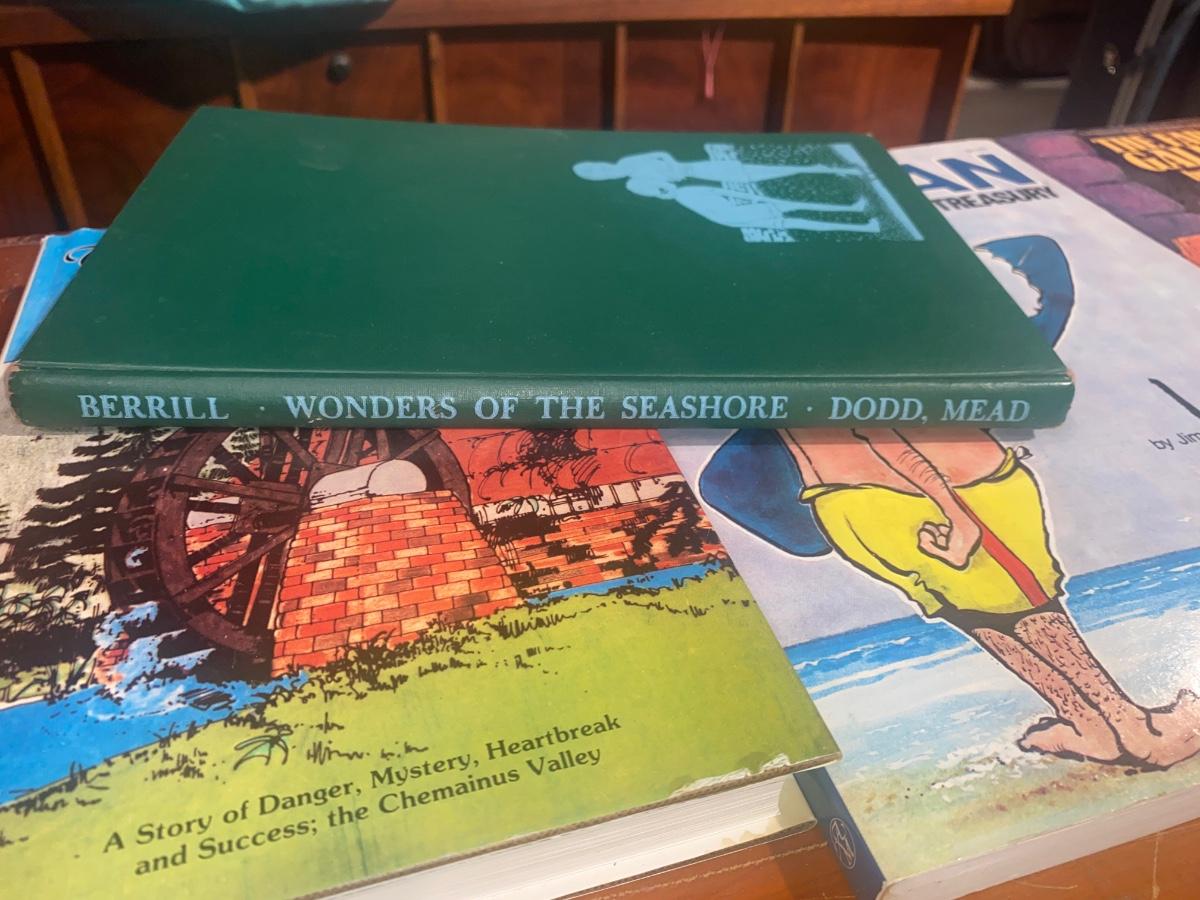 BERRILL · WONDERS OF THE SEASHORE · DODD, MEAD
AN
TREASURY
by Jim
A Story of Danger, Mystery, Heartbreak
and Success; the Chemainus Valley